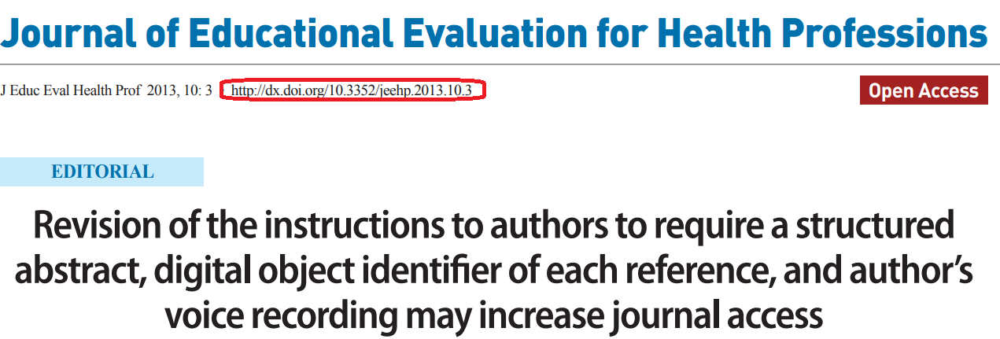 Journal of Educational Evaluation for Health Professions
J Educ Eval Health Prof 2013, 10: 3 http://dx.doi.org/10.3352/jeehp.2013.10.3
Open Access
EDITORIAL
Revision of the instructions to authors to require a structured
abstract, digital object identifier of each reference, and author's
voice recording may increase journal access